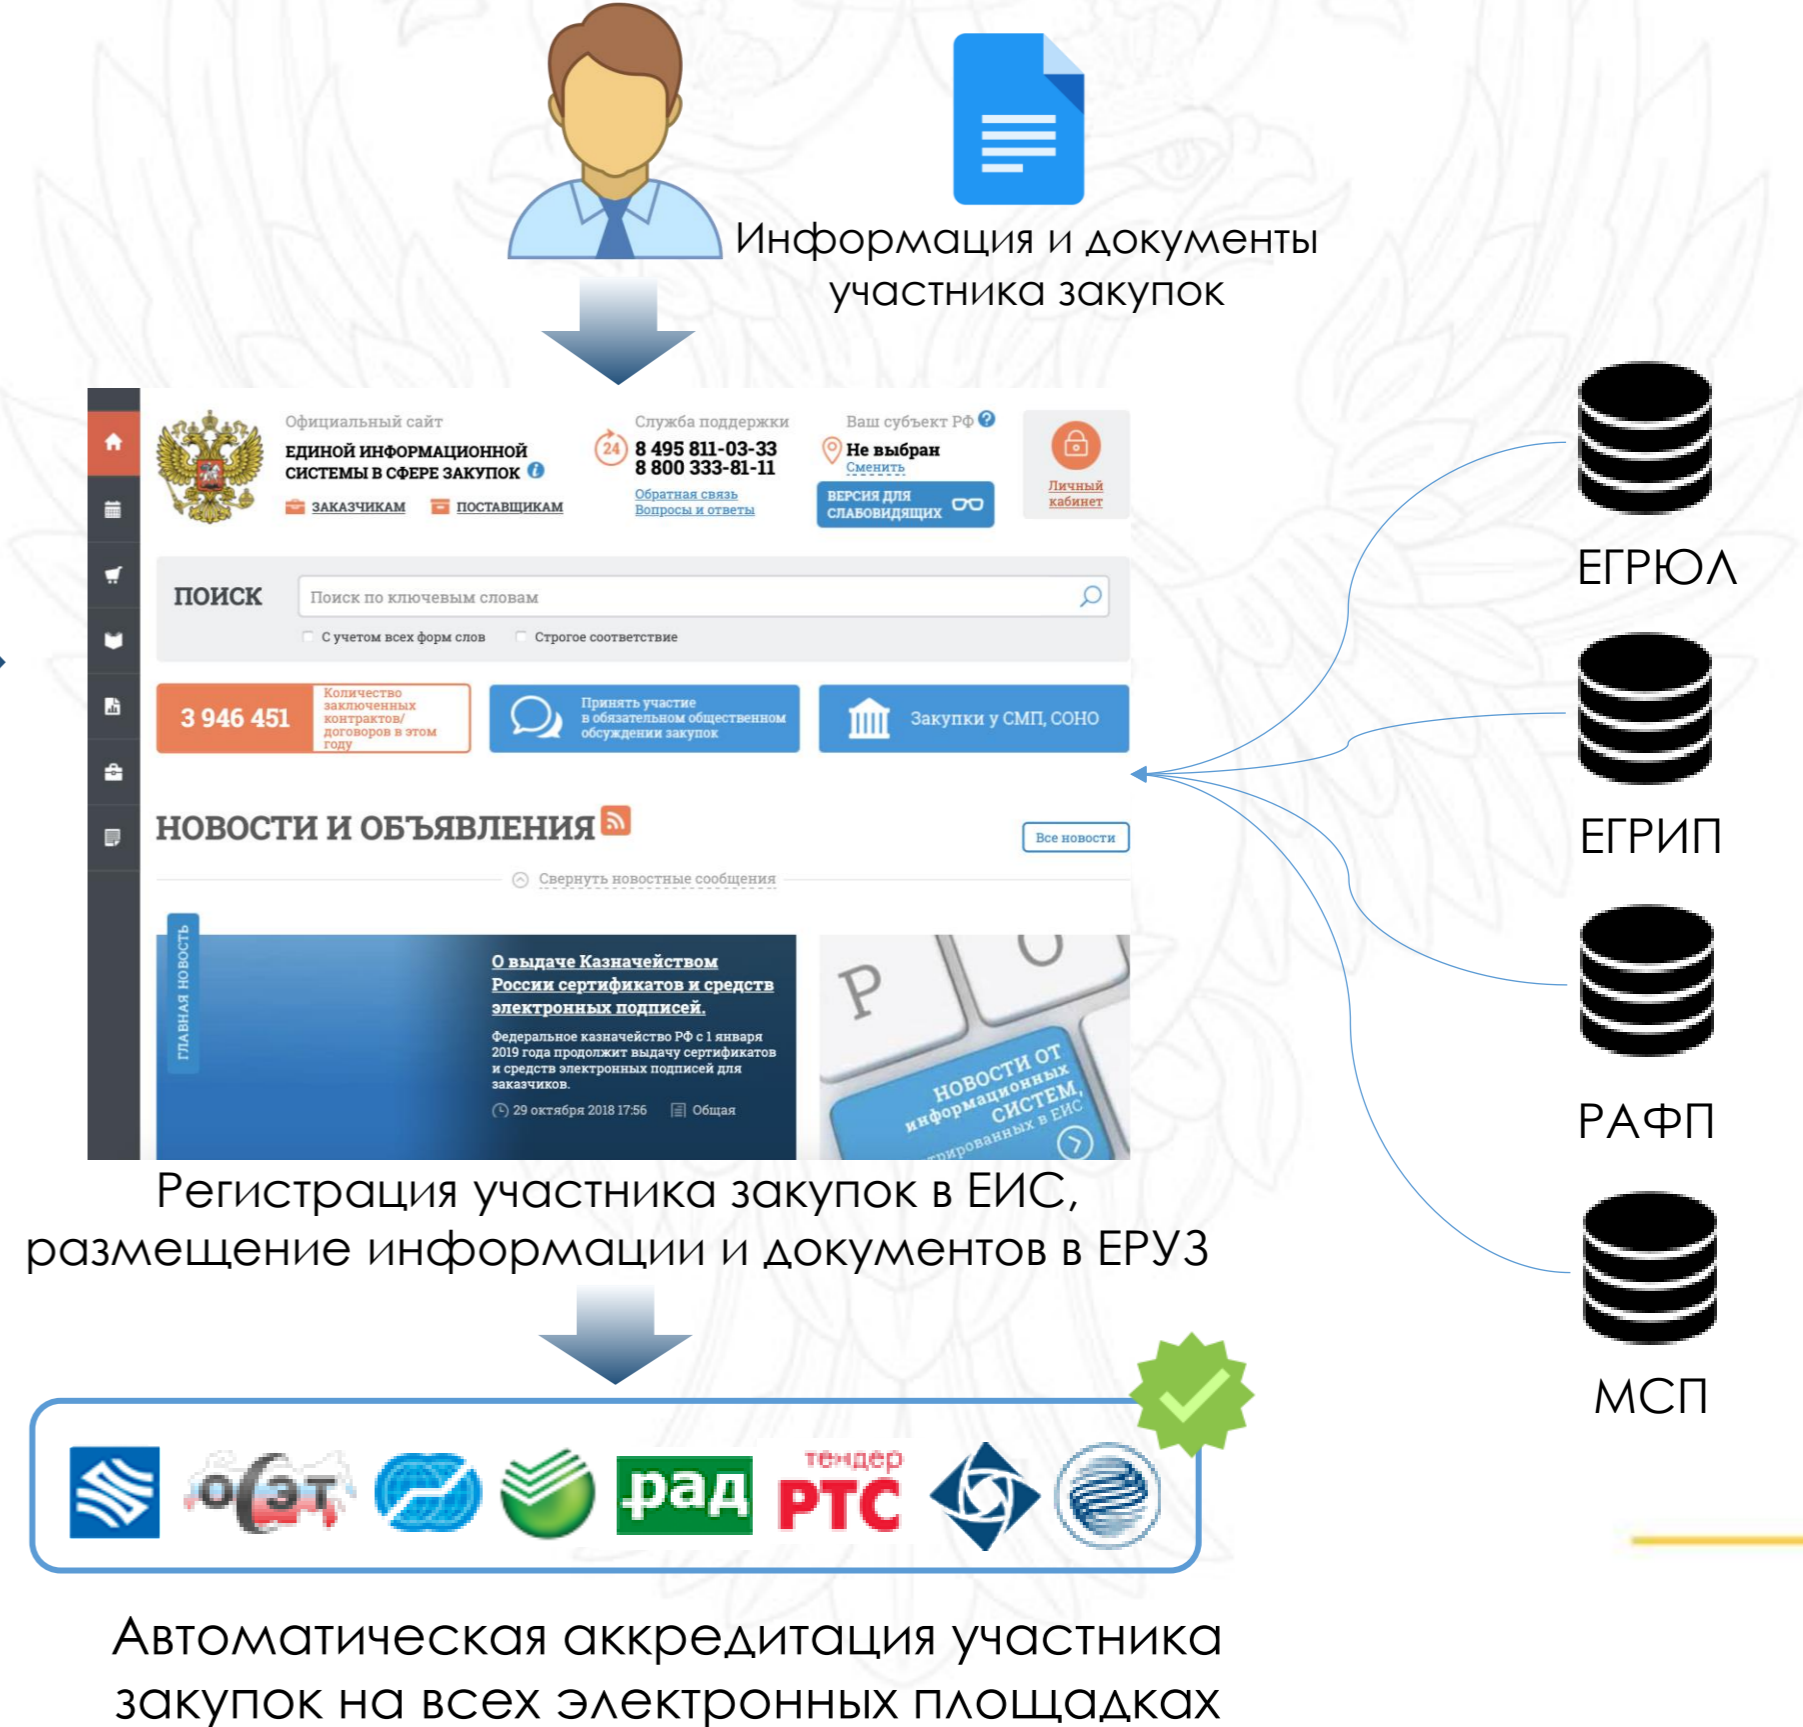 Информация и документы
участника закупок
Официальный сайт
ЕДИНОЙ ИНФОРМАЦИОННОЙ
СИСТЕМЫ В СФЕРЕ ЗАКУПОК
ЗАКАЗЧИКАМ
ПОСТАВЩИКАМ
24
Служба поддержки
8 495 811-03-33
8 800 333-81-11
Обратная связь
Вопросы и ответы
Ваш субъект РФ ?
Не выбран
Сменить
ВЕРСИЯ ДЛЯ
СЛАБОВИДЯЩИХ
Личный
кабинет
ПОИСК
Поиск по ключевым словам
С учетом всех форм слов
Строгое соответствие
3 946 451
Количество
заключенных
контрактов/
договоров в этом
году
Принять участие
в обязательном общественном
обсуждении закупок
Закупки у СМП, СОНО
НОВОСТИ И ОБЪЯВЛЕНИЯ
Все новости
Свернуть новостные сообщения
ГЛАВНАЯ НОВОСТЬ
О выдаче Казначейством
России сертификатов и средств
электронных подписей.
Федеральное казначейство РФ с 1 января
2019 года продолжит выдачу сертификатов
и средств электронных подписей для
заказчиков.
29 октября 2018 17:56
Общая
Р
О
НОВОСТИ ОТ
информационных
СИСТЕМ,
в ЕИС
ЕГРЮЛ
ЕГРИП
РАФП
МСП
Регистрация участника закупок в ЕИС,
размещение информации и документов в ЕРУЗ
ОСЭТ
рад
тендер
РТС
Автоматическая аккредитация участника
закупок на всех электронных площадках